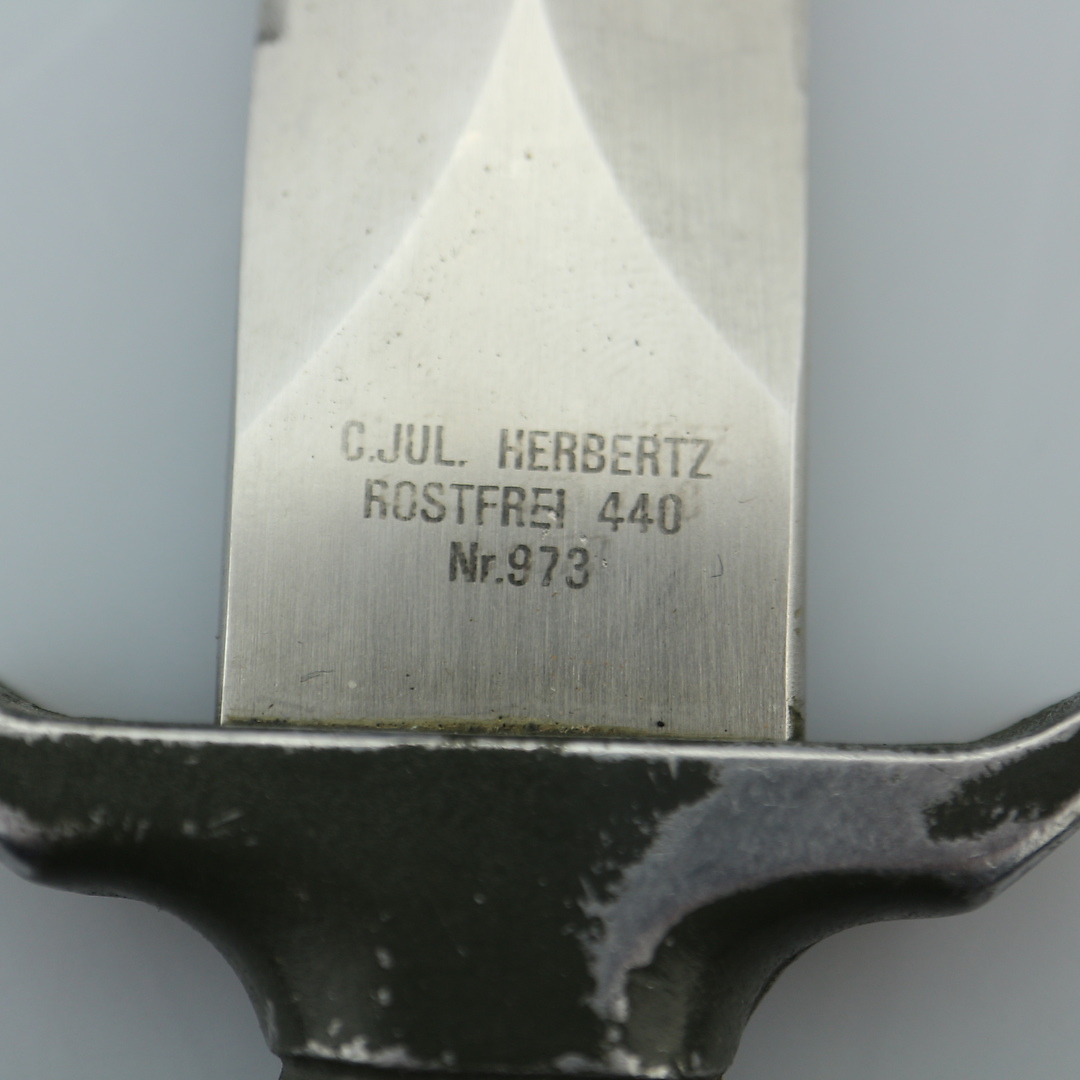 C.JUL. HERBERTZ
ROSTFREI 440
Nr.973